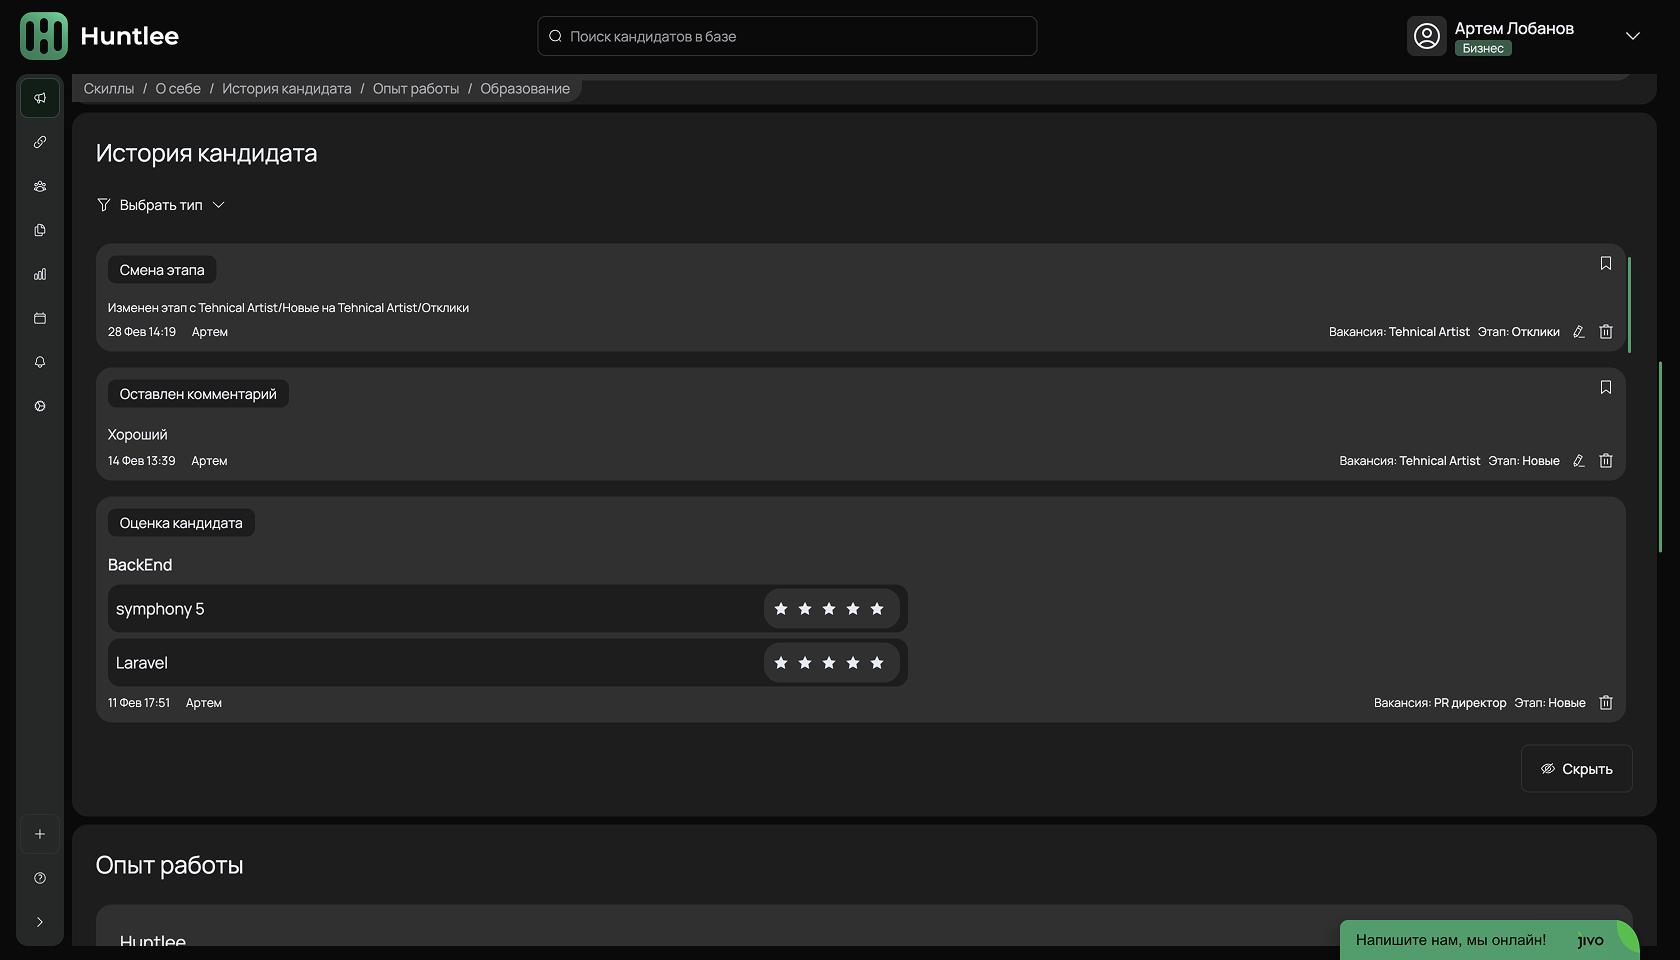 Huntlee
Поиск кандидатов в базе
Артем Лобанов
Бизнес
Скиллы / О себе / История кандидата / Опыт работы / Образование
История кандидата
Выбрать тип
Смена этапа
Изменен этап с Tehnical Artist/Новые на Tehnical Artist/Отклики
28 Фев 14:19 Артем
Вакансия: Tehnical Artist Этап: Отклики
Оставлен комментарий
Хороший
14 Фев 13:39 Артем
Вакансия: Tehnical Artist Этап: Новые
Оценка кандидата
BackEnd
symphony 5
Laravel
11 Фев 17:51 Артем
Вакансия: PR директор Этап: Новые
Скрыть
Опыт работы
Huntlee
Напишите нам, мы онлайн! jivo